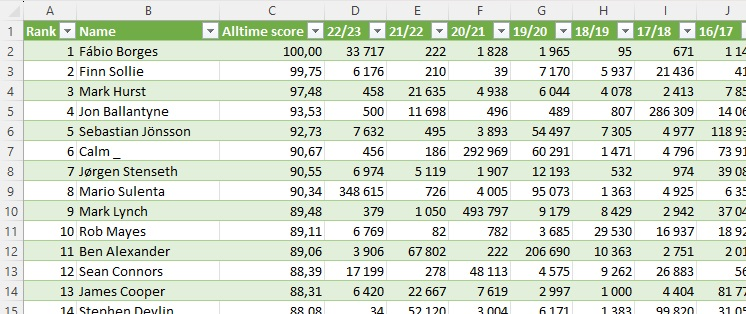 A B C D E F G H I J
1 Rank Name Alltime score 22/23 21/22 20/21 19/20 18/19 17/18 16/17
2 1 Fábio Borges 100,00 33 717 222 1 828 1 965 95 671 1 14
3 2 Finn Sollie 99,75 6 176 210 39 7 170 5 937 21 436 41
4 3 Mark Hurst 97,48 458 21 635 4 938 6 044 4 078 2 413 7 85
5 4 Jon Ballantyne 93,53 500 11 698 496 489 807 286 309 14 06
6 5 Sebastian Jönsson 92,73 7 632 495 3 893 54 497 7 305 4 977 118 93
7 6 Calm _ 90,67 456 186 292 969 60 291 1 471 4 796 73 91
8 7 Jørgen Stenseth 90,55 6 974 5 119 1 907 12 193 532 974 39 08
9 8 Mario Sulenta 90,34 348 615 726 4 005 95 073 1 363 4 925 6 35
10 9 Mark Lynch 89,48 379 1 050 493 797 9 179 8 429 2 942 37 04
11 10 Rob Mayes 89,11 6 769 82 782 3 685 29 530 16 937 18 92
12 11 Ben Alexander 89,06 3 906 67 802 222 206 690 10 363 2 751 2 01
13 12 Sean Connors 88,39 17 199 278 48 113 4 575 9 262 26 883 56
14 13 James Cooper 88,31 6 420 22 667 7 619 2 997 1 000 4 404 81 77
15 14 Stephen Devlin 88,08 34 52 120 3 004 6 171 1 383 99 820 31 05